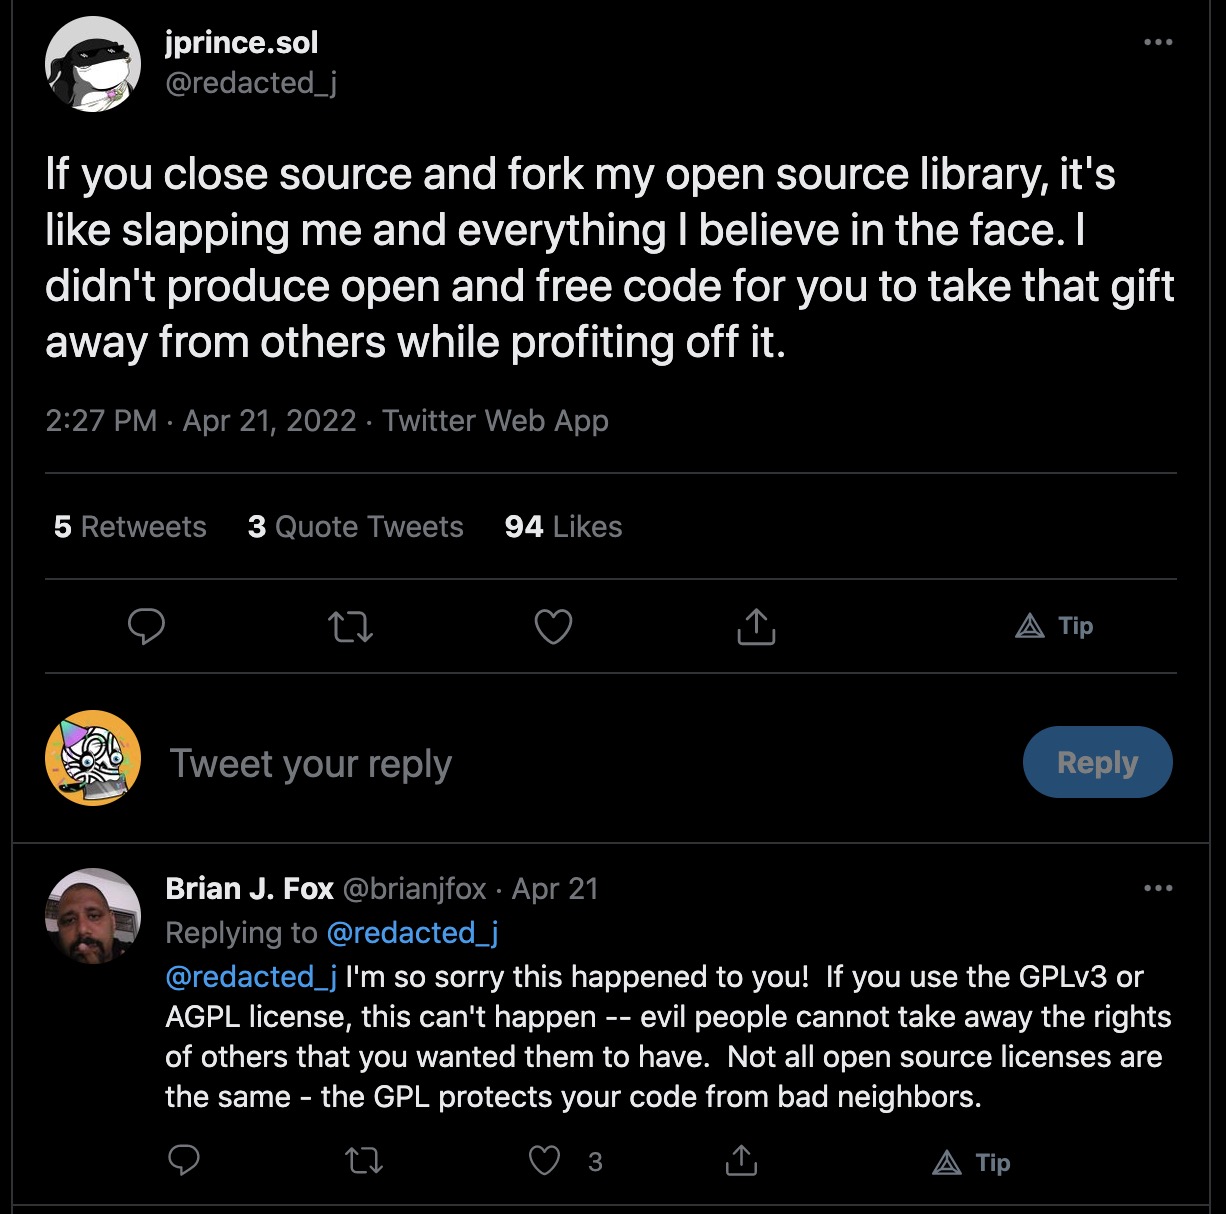 jprince.sol
@redacted_j
If you close source and fork my open source library, it's
like slapping me and everything I believe in the face. I
didn't produce open and free code for you to take that gift
away from others while profiting off it.
2:27 PM · Apr 21, 2022 · Twitter Web App
5 Retweets 3 Quote Tweets 94 Likes
Tip
Tweet your reply
Reply
Brian J. Fox @brianjfox · Apr 21
Replying to @redacted_j
@redacted_j I'm so sorry this happened to you!  If you use the GPLv3 or
AGPL license, this can't happen -- evil people cannot take away the rights
of others that you wanted them to have.  Not all open source licenses are
the same - the GPL protects your code from bad neighbors.
3
Tip